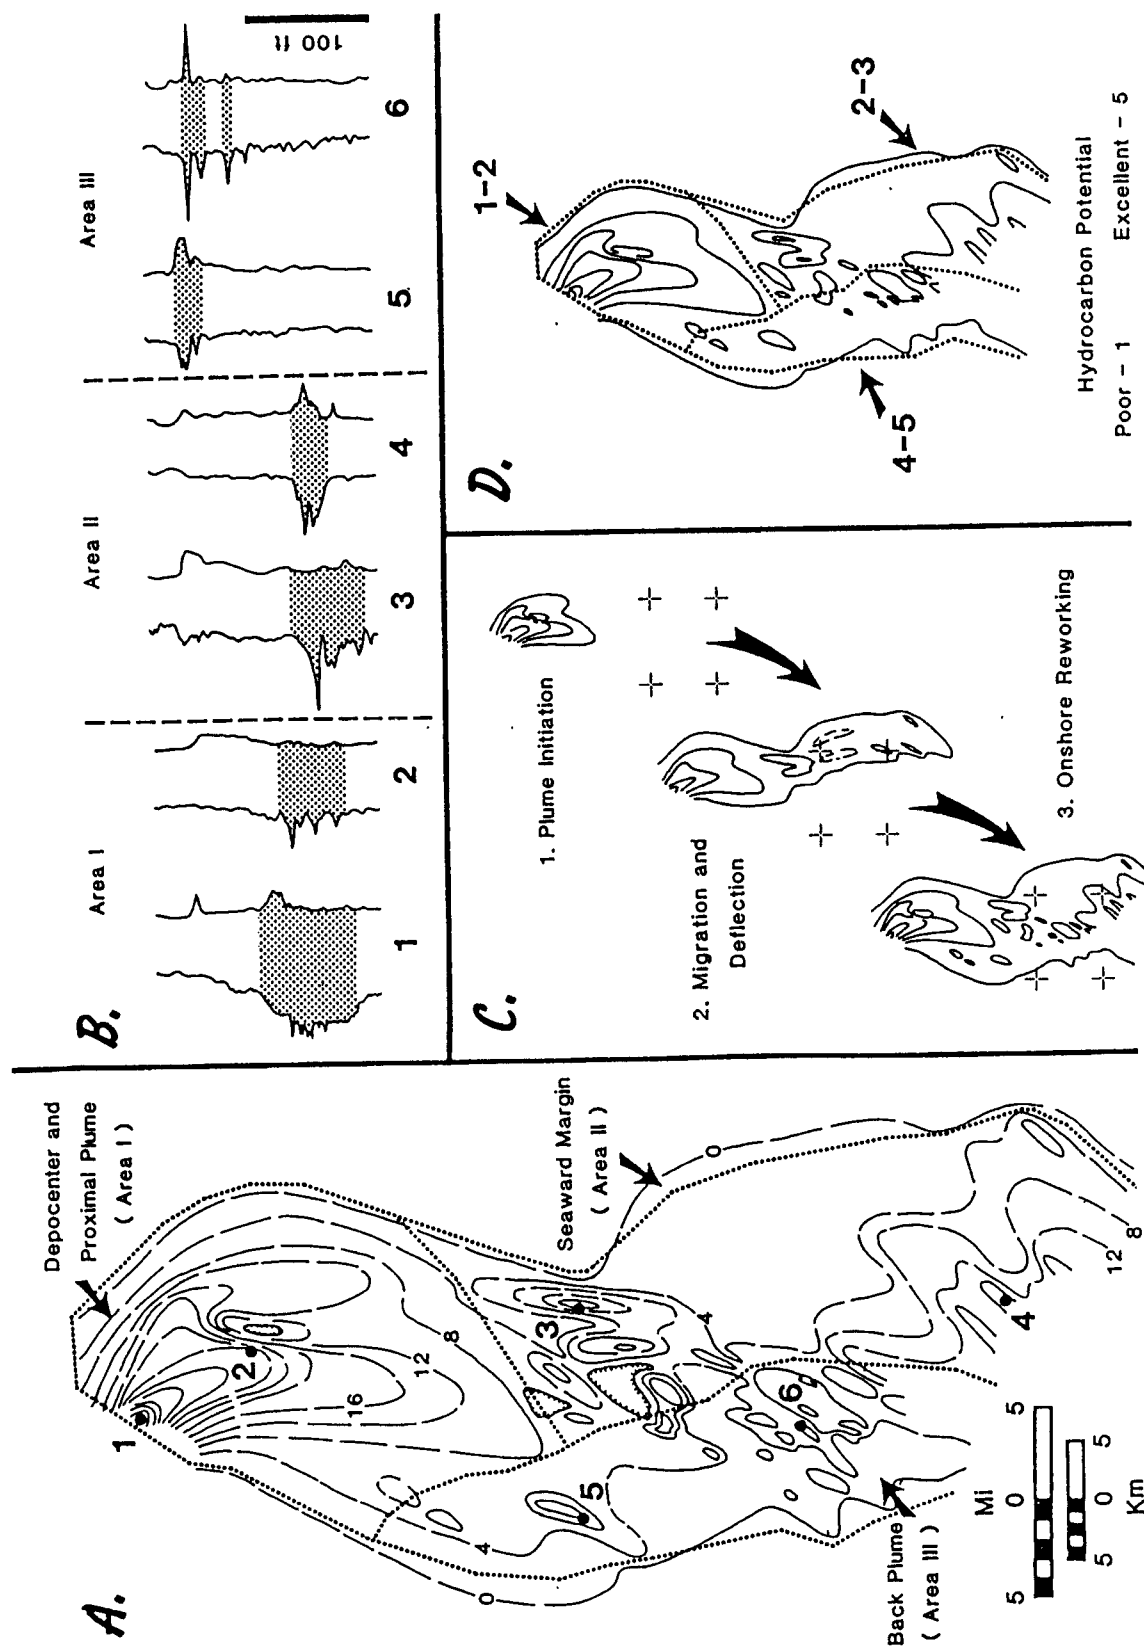 A.
Depocenter and
Proximal Plume
( Area I )
Seaward Margin
( Area II )
Back Plume
( Area III )
1
2
3
4
5
6
16
12
8
4
4
0
0
12
8
Mi
5 0 5
5 0 5
Km
B.
Area I
Area II
Area III
1
2
3
4
5
6
100 ft
C.
1. Plume Initiation
2. Migration and
Deflection
3. Onshore Reworking
D.
1-2
2-3
4-5
Hydrocarbon Potential
Poor - 1 Excellent - 5